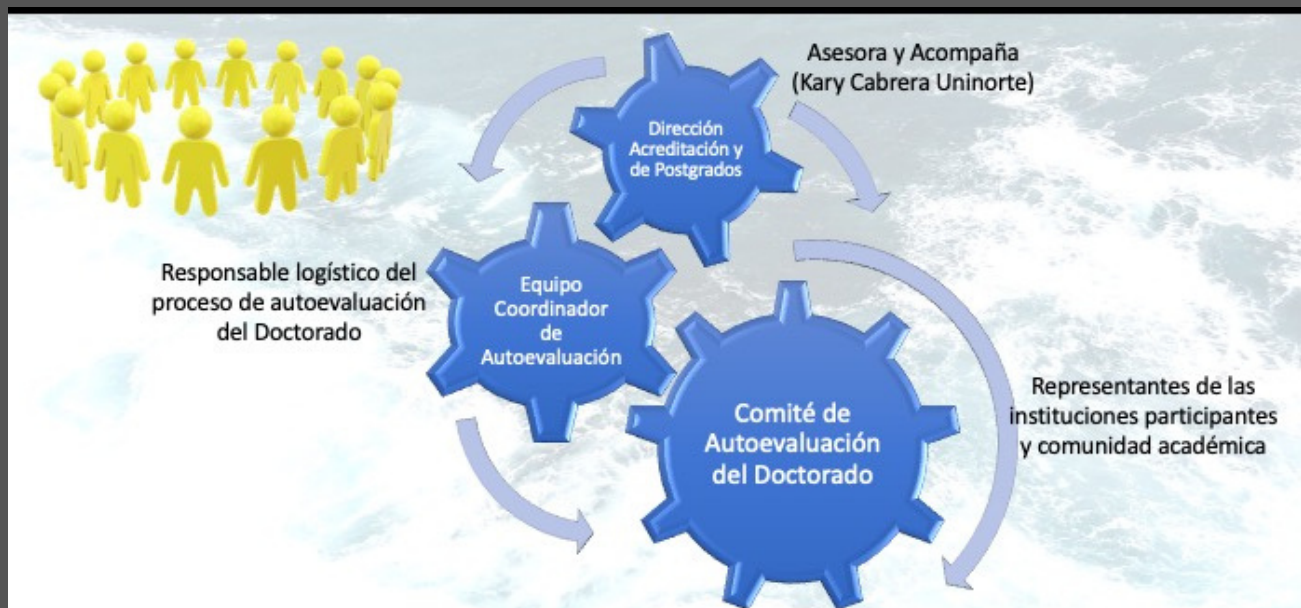 Asesora y Acompaña
(Kary Cabrera Uninorte)
Dirección
Acreditación y
de Postgrados
Responsable logístico del
proceso de autoevaluación
del Doctorado
Equipo
Coordinador
de
Autoevaluación
Comité de
Autoevaluación
del Doctorado
Representantes de las
instituciones participantes
y comunidad académica